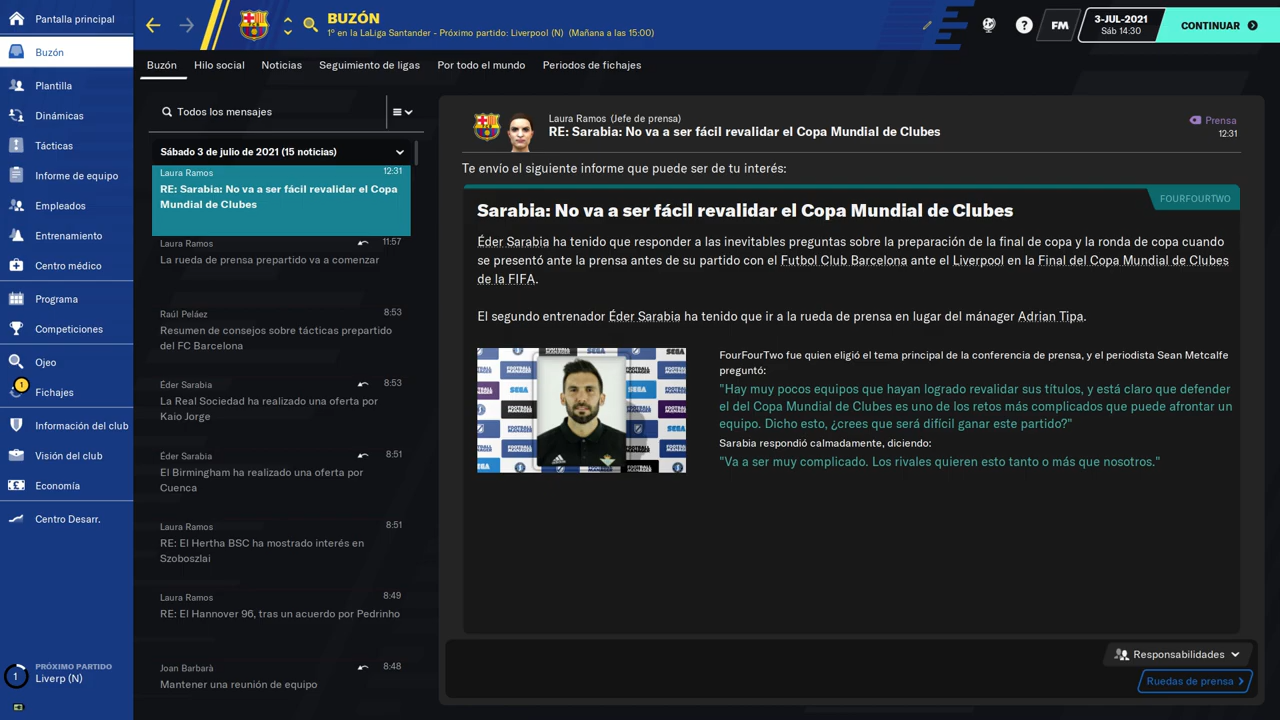 Pantalla principal
Buzón
Plantilla
Dinámicas
Tácticas
Informe de equipo
Empleados
Entrenamiento
Centro médico
Programa
Competiciones
Ojeo
1
Fichajes
Información del club
Visión del club
Economía
Centro Desarr.
PRÓXIMO PARTIDO
1
Liverp (N)
BUZÓN
1º en la LaLiga Santander - Próximo partido: Liverpool (N) (Mañana a las 15:00)
?
FM
3-JUL-2021
Sáb 14:30
CONTINUAR
Buzón Hilo social Noticias Seguimiento de ligas Por todo el mundo Periodos de fichajes
Todos los mensajes
Sábado 3 de julio de 2021 (15 noticias)
Laura Ramos 12:31
RE: Sarabia: No va a ser fácil revalidar el Copa
Mundial de Clubes
Laura Ramos 11:57
La rueda de prensa prepartido va a comenzar
Raúl Peláez 8:53
Resumen de consejos sobre tácticas prepartido
del FC Barcelona
Éder Sarabia 8:53
La Real Sociedad ha realizado una oferta por
Kaio Jorge
Éder Sarabia 8:51
El Birmingham ha realizado una oferta por
Cuenca
Laura Ramos 8:51
RE: El Hertha BSC ha mostrado interés en
Szoboszlai
Laura Ramos 8:49
RE: El Hannover 96, tras un acuerdo por Pedrinho
Joan Barbarà 8:48
Mantener una reunión de equipo
Laura Ramos (Jefe de prensa)
RE: Sarabia: No va a ser fácil revalidar el Copa Mundial de Clubes
Prensa
12:31
Te envío el siguiente informe que puede ser de tu interés:
FOURFOURTWO
Sarabia: No va a ser fácil revalidar el Copa Mundial de Clubes
Éder Sarabia ha tenido que responder a las inevitables preguntas sobre la preparación de la final de copa y la ronda de copa cuando
se presentó ante la prensa antes de su partido con el Futbol Club Barcelona ante el Liverpool en la Final del Copa Mundial de Clubes
de la FIFA.
El segundo entrenador Éder Sarabia ha tenido que ir a la rueda de prensa en lugar del mánager Adrian Tipa.
FourFourTwo fue quien eligió el tema principal de la conferencia de prensa, y el periodista Sean Metcalfe
preguntó:
"Hay muy pocos equipos que hayan logrado revalidar sus títulos, y está claro que defender
el del Copa Mundial de Clubes es uno de los retos más complicados que puede afrontar un
equipo. Dicho esto, ¿crees que será difícil ganar este partido?"
Sarabia respondió calmadamente, diciendo:
"Va a ser muy complicado. Los rivales quieren esto tanto o más que nosotros."
Responsabilidades
Ruedas de prensa